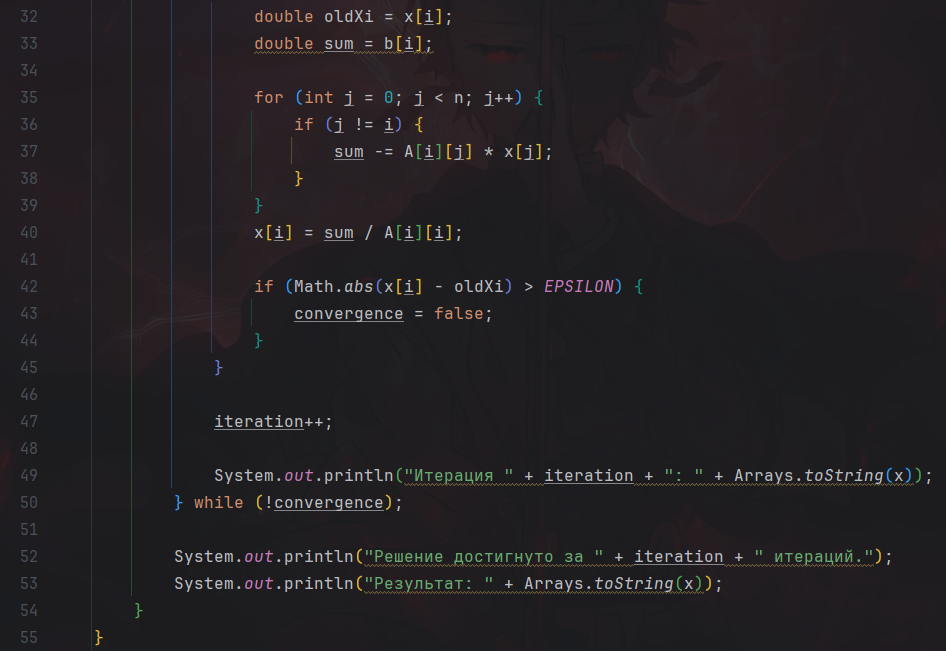 32 double oldXi = x[i];
33 double sum = b[i];
34
35 for (int j = 0; j < n; j++) {
36 if (j != i) {
37 sum -= A[i][j] * x[j];
38 }
39 }
40 x[i] = sum / A[i][i];
41
42 if (Math.abs(x[i] - oldXi) > EPSILON) {
43 convergence = false;
44 }
45 }
46
47 iteration++;
48
49 System.out.println("Итерация " + iteration + ": " + Arrays.toString(x));
50 } while (!convergence);
51
52 System.out.println("Решение достигнуто за " + iteration + " итераций.");
53 System.out.println("Результат: " + Arrays.toString(x));
54 }
55 }